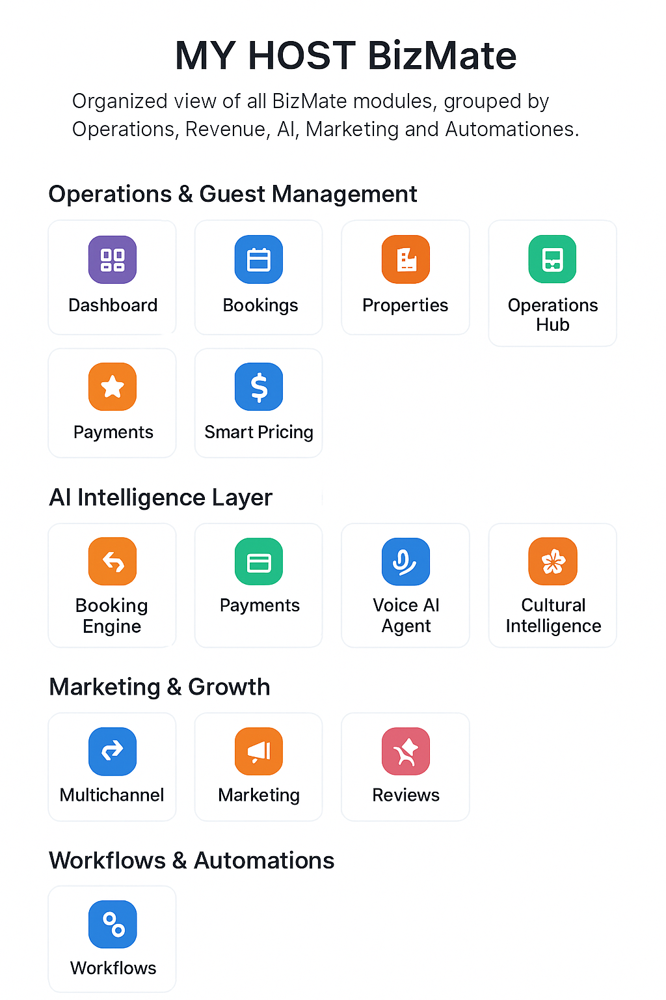 MY HOST BizMate
Organized view of all BizMate modules, grouped by
Operations, Revenue, AI, Marketing and Automationes.
Operations & Guest Management
Dashboard
Bookings
Properties
Operations
Hub
Payments
Smart Pricing
AI Intelligence Layer
Booking
Engine
Payments
Voice AI
Agent
Cultural
Intelligence
Marketing & Growth
Multichannel
Marketing
Reviews
Workflows & Automations
Workflows